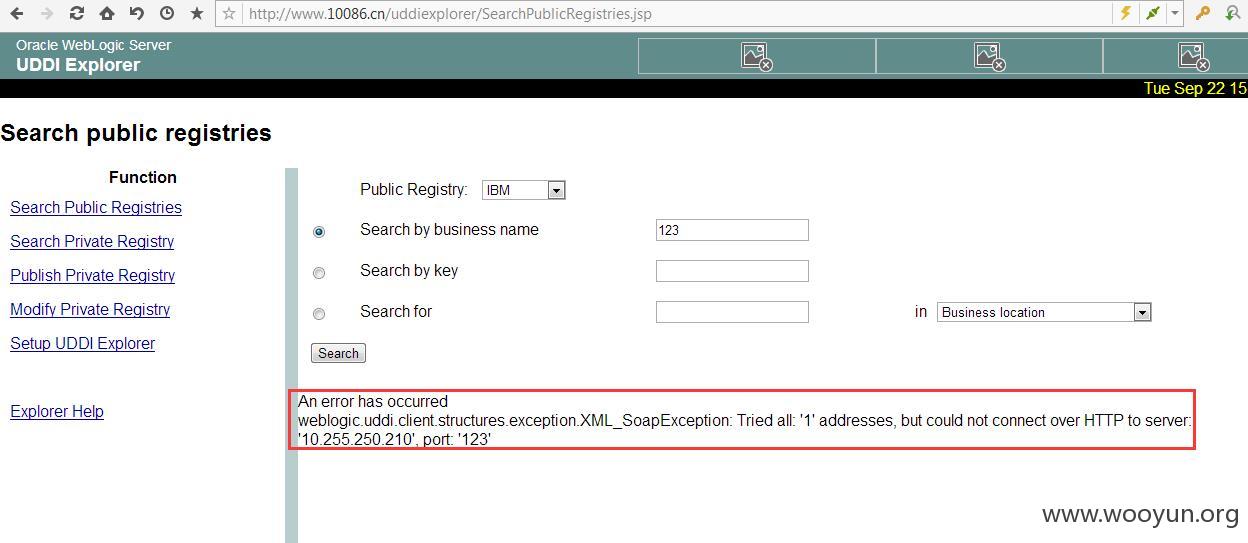 http://www.10086.cn/uddiexplorer/SearchPublicRegistries.jsp
Oracle WebLogic Server
UDDI Explorer
Tue Sep 22 15
Search public registries
Function
Search Public Registries
Search Private Registry
Publish Private Registry
Modify Private Registry
Setup UDDI Explorer
Explorer Help
Public Registry: IBM
Search by business name 123
Search by key
Search for in Business location
Search
An error has occurred
weblogic.uddi.client.structures.exception.XML_SoapException: Tried all: '1' addresses, but could not connect over HTTP to server:
'10.255.250.210', port: '123'
www.wooyun.org